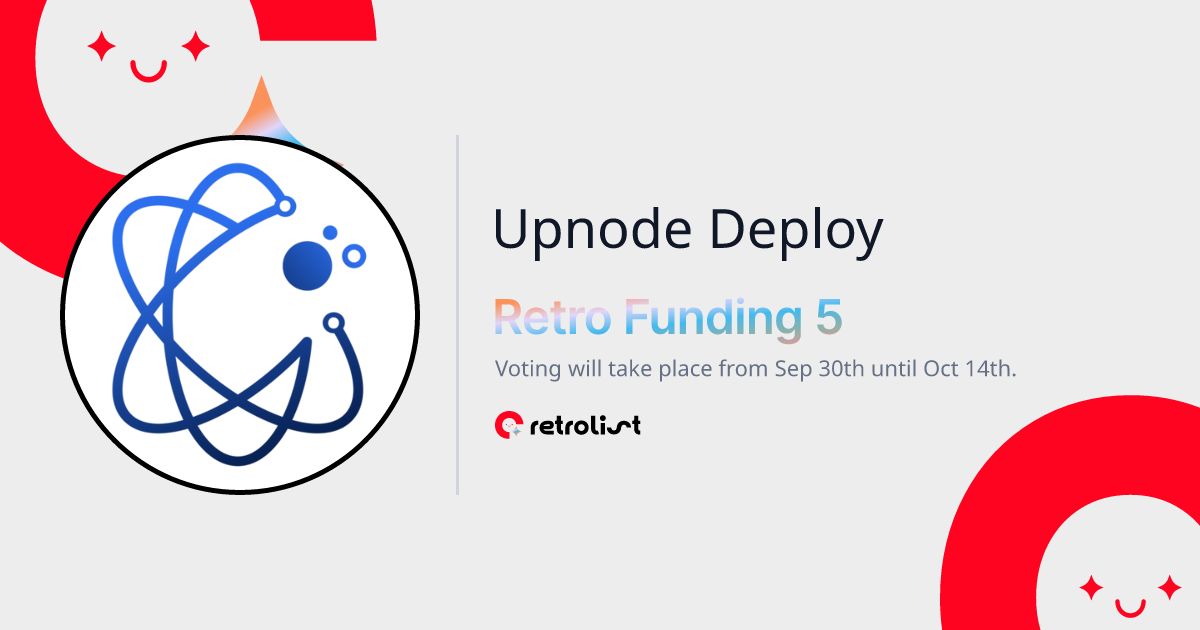 Upnode Deploy
Retro Funding 5
Voting will take place from Sep 30th until Oct 14th.
retrolist